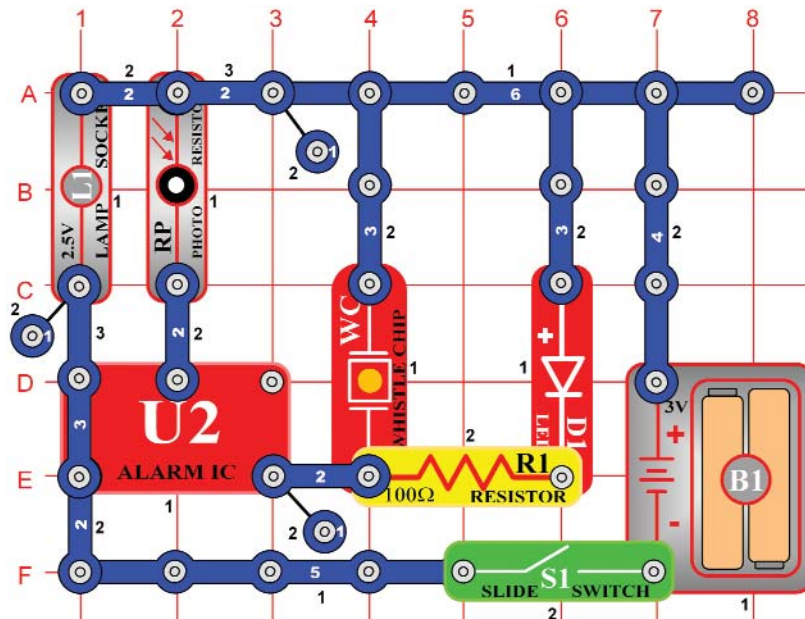 1 2 3 4 5 6 7 8
2 3 1
A 2 2 6
1
2
B L1 SOCKET RESISTOR
2.5V LAMP 1 RP PHOTO 1 3 2 3 2 4 2
C
2 1 3 2 2 WC WHISTLE CHIP 1 + D1 LED 1
D
3V
U2
3 + 2
ALARM IC R1 B1
E 2 100Ω RESISTOR
1
2 1 -
2 2
F 5 S1
SLIDE SWITCH
1 2 1